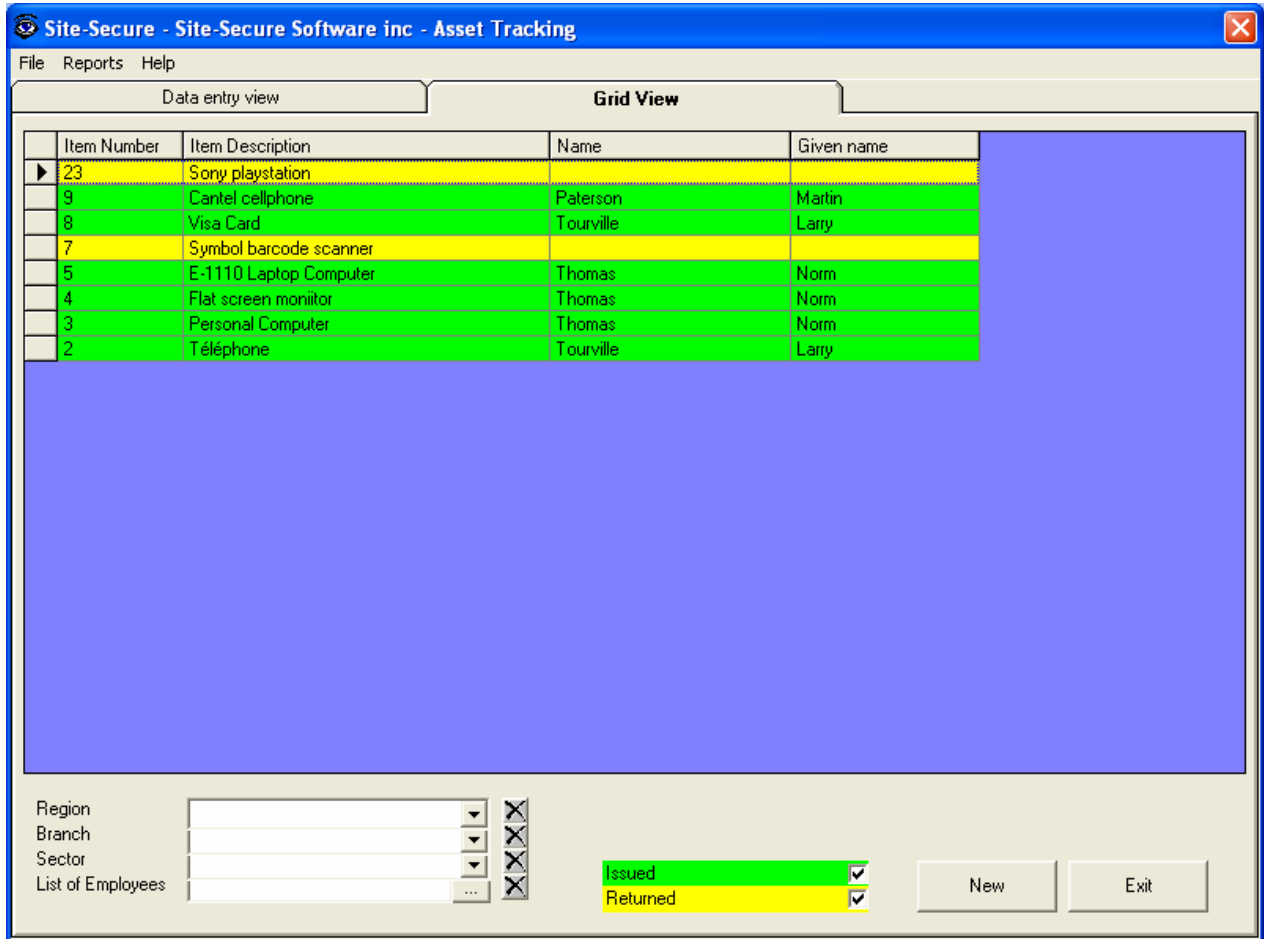 Site-Secure - Site-Secure Software inc - Asset Tracking
File Reports Help
Data entry view Grid View
Item Number Item Description Name Given name
23 Sony playstation
9 Cantel cellphone Paterson Martin
8 Visa Card Tourville Larry
7 Symbol barcode scanner
5 E-1110 Laptop Computer Thomas Norm
4 Flat screen moniitor Thomas Norm
3 Personal Computer Thomas Norm
2 Téléphone Tourville Larry
Region
Branch
Sector
List of Employees ...
Issued
Returned
New Exit